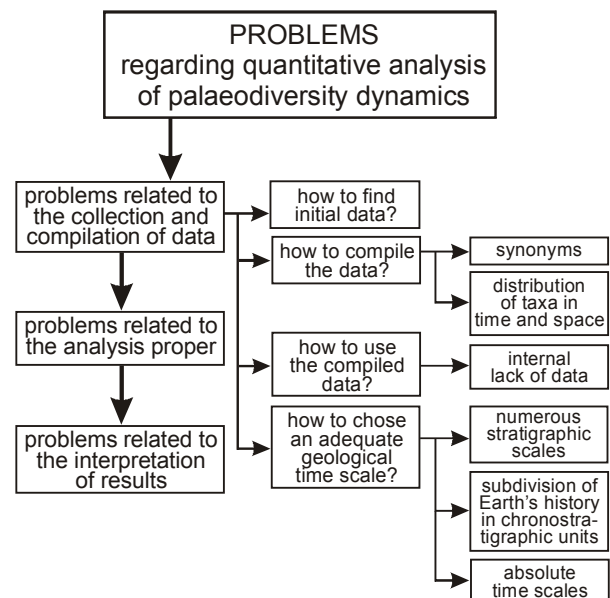 PROBLEMS
regarding quantitative analysis
of palaeodiversity dynamics
problems related to
the collection and
compilation of data
problems related to
the analysis proper
problems related to
the interpretation
of results
how to find
initial data?
how to compile
the data?
how to use
the compiled
data?
how to chose
an adequate
geological
time scale?
synonyms
distribution
of taxa in
time and space
internal
lack of data
numerous
stratigraphic
scales
subdivision of
Earth's history
in chronostra-
tigraphic units
absolute
time scales